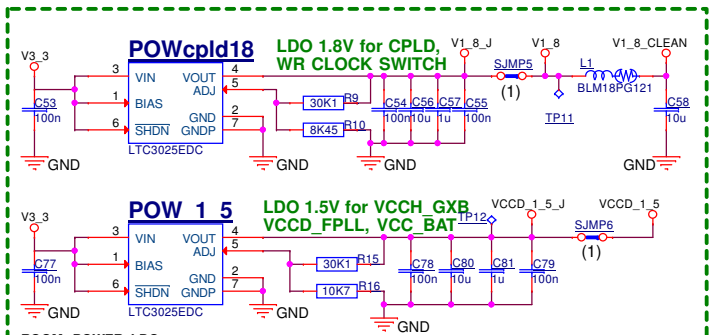 POWcpld18
LDO 1.8V for CPLD,
WR CLOCK SWITCH
V3_3
V1_8_J
V1_8
V1_8_CLEAN
SJMP5
(1)
L1
BLM18PG121
TP11
3 VIN VOUT 4
ADJ 5
1 BIAS
GND 2
6 SHDN GNDP 7
LTC3025EDC
C53
100n
30K1 R9
8K45 R10
C54
100n
C56
10u
C57
1u
C55
100n
C58
10u
GND
GND
GND
GND
POW_1_5
LDO 1.5V for VCCH_GXB
VCCD_FPLL, VCC_BAT
V3_3
TP12
VCCD_1_5_J
VCCD_1_5
SJMP6
(1)
3 VIN VOUT 4
ADJ 5
1 BIAS
GND 2
6 SHDN GNDP 7
LTC3025EDC
C77
100n
30K1 R15
10K7 R16
C78
100n
C80
10u
C81
1u
C79
100n
GND
GND
GND